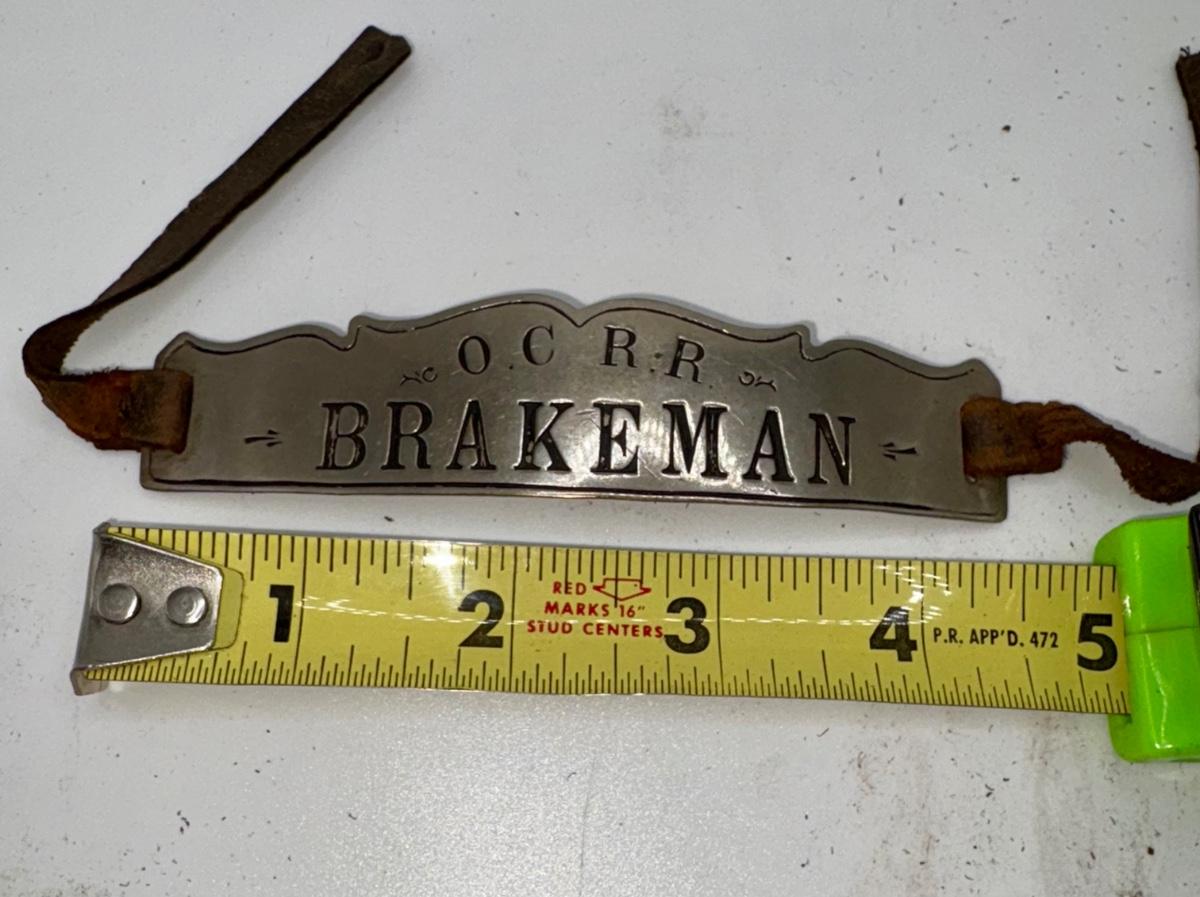 O.C R.R.
BRAKEMAN
1 2 RED MARKS 16" STUD CENTERS 3 4 P.R. APP'D. 472 5